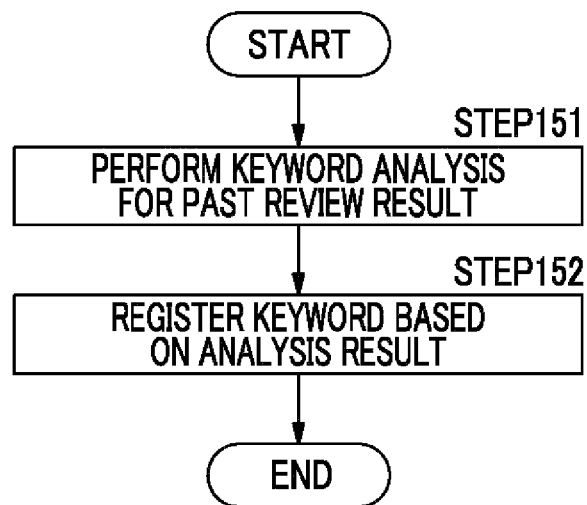 START
STEP151
PERFORM KEYWORD ANALYSIS
FOR PAST REVIEW RESULT
STEP152
REGISTER KEYWORD BASED
ON ANALYSIS RESULT
END